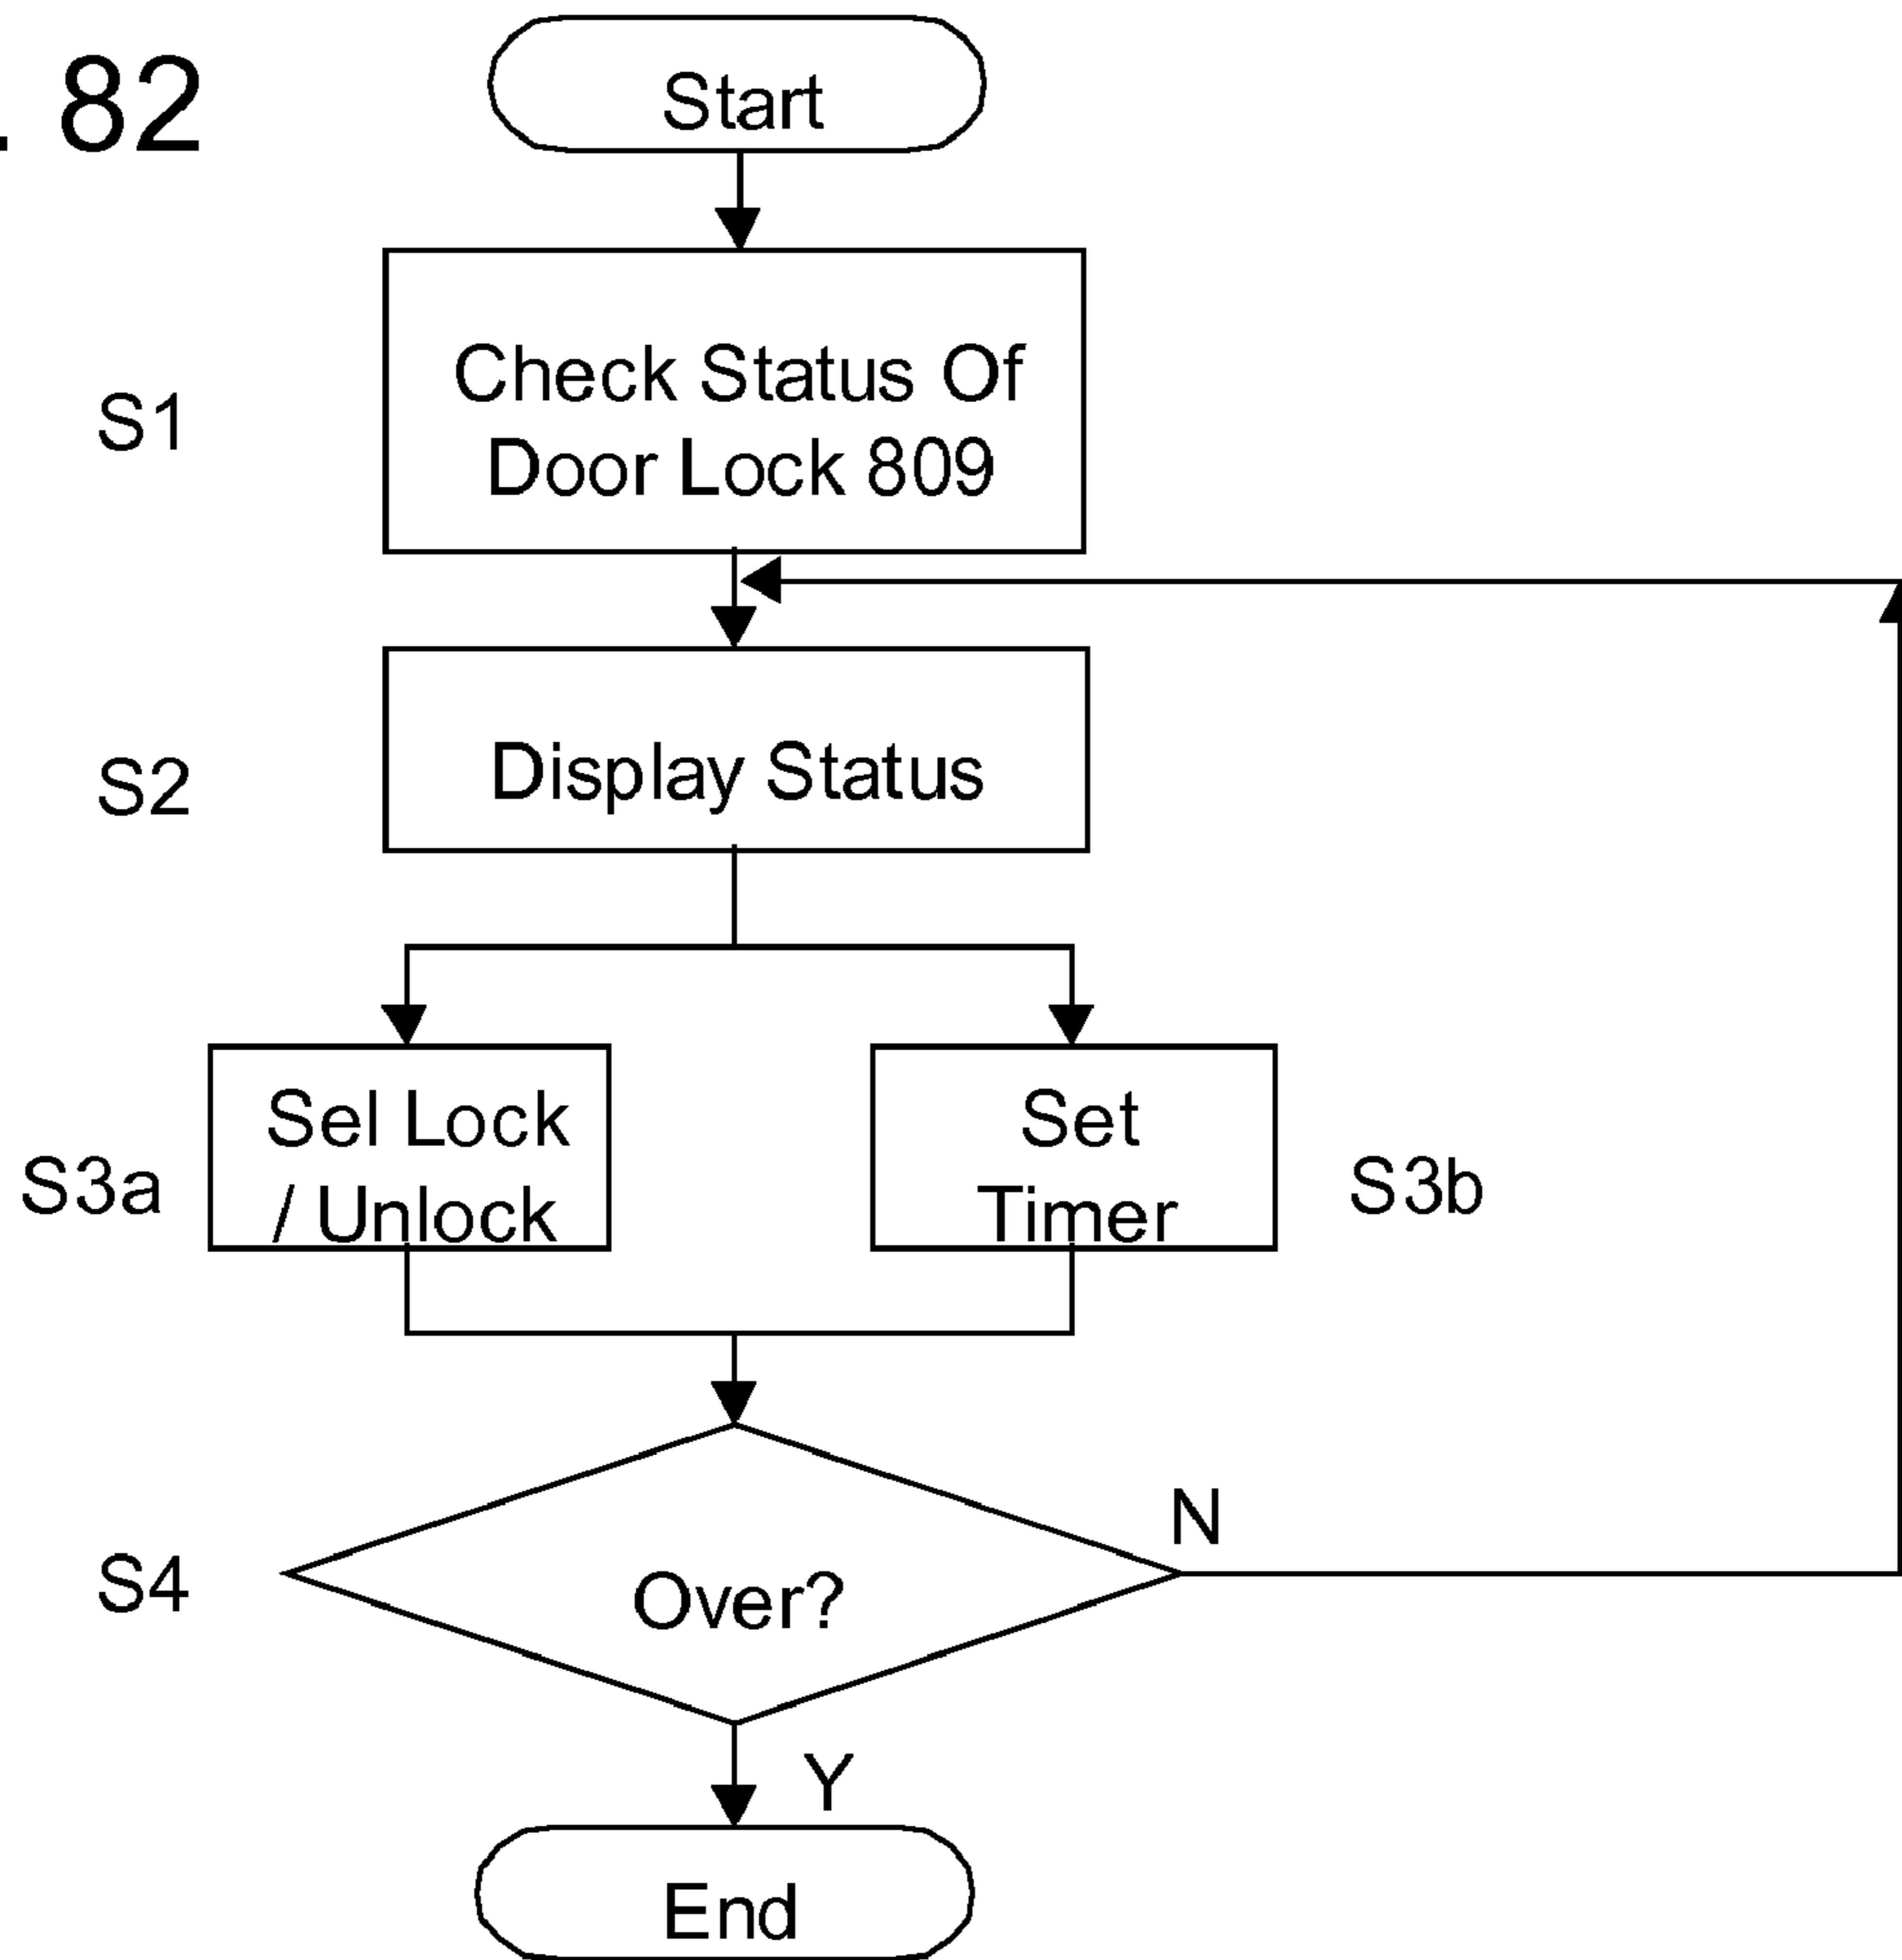 . 82
Start
S1
Check Status Of
Door Lock 809
S2
Display Status
S3a
Sel Lock
/ Unlock
Set
Timer
S3b
S4
Over?
N
Y
End